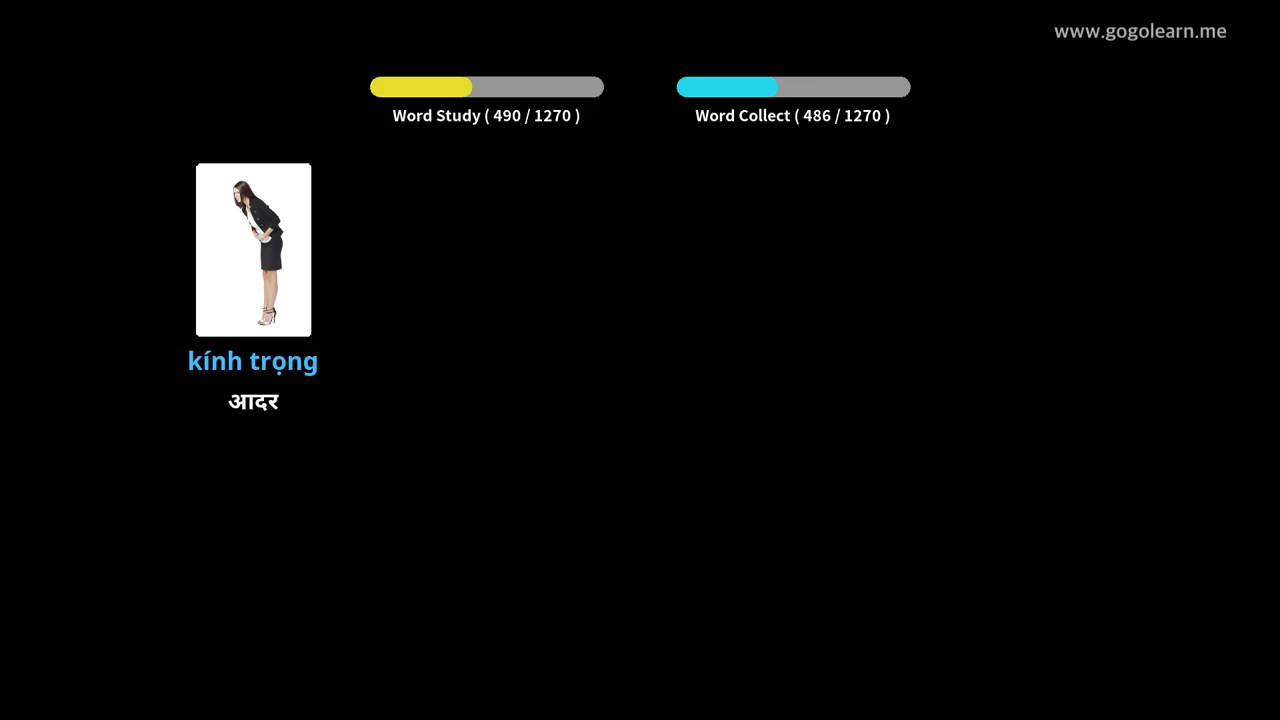 www.gogolearn.me
Word Study ( 490 / 1270 )
Word Collect ( 486 / 1270 )
kính trọng
आदर